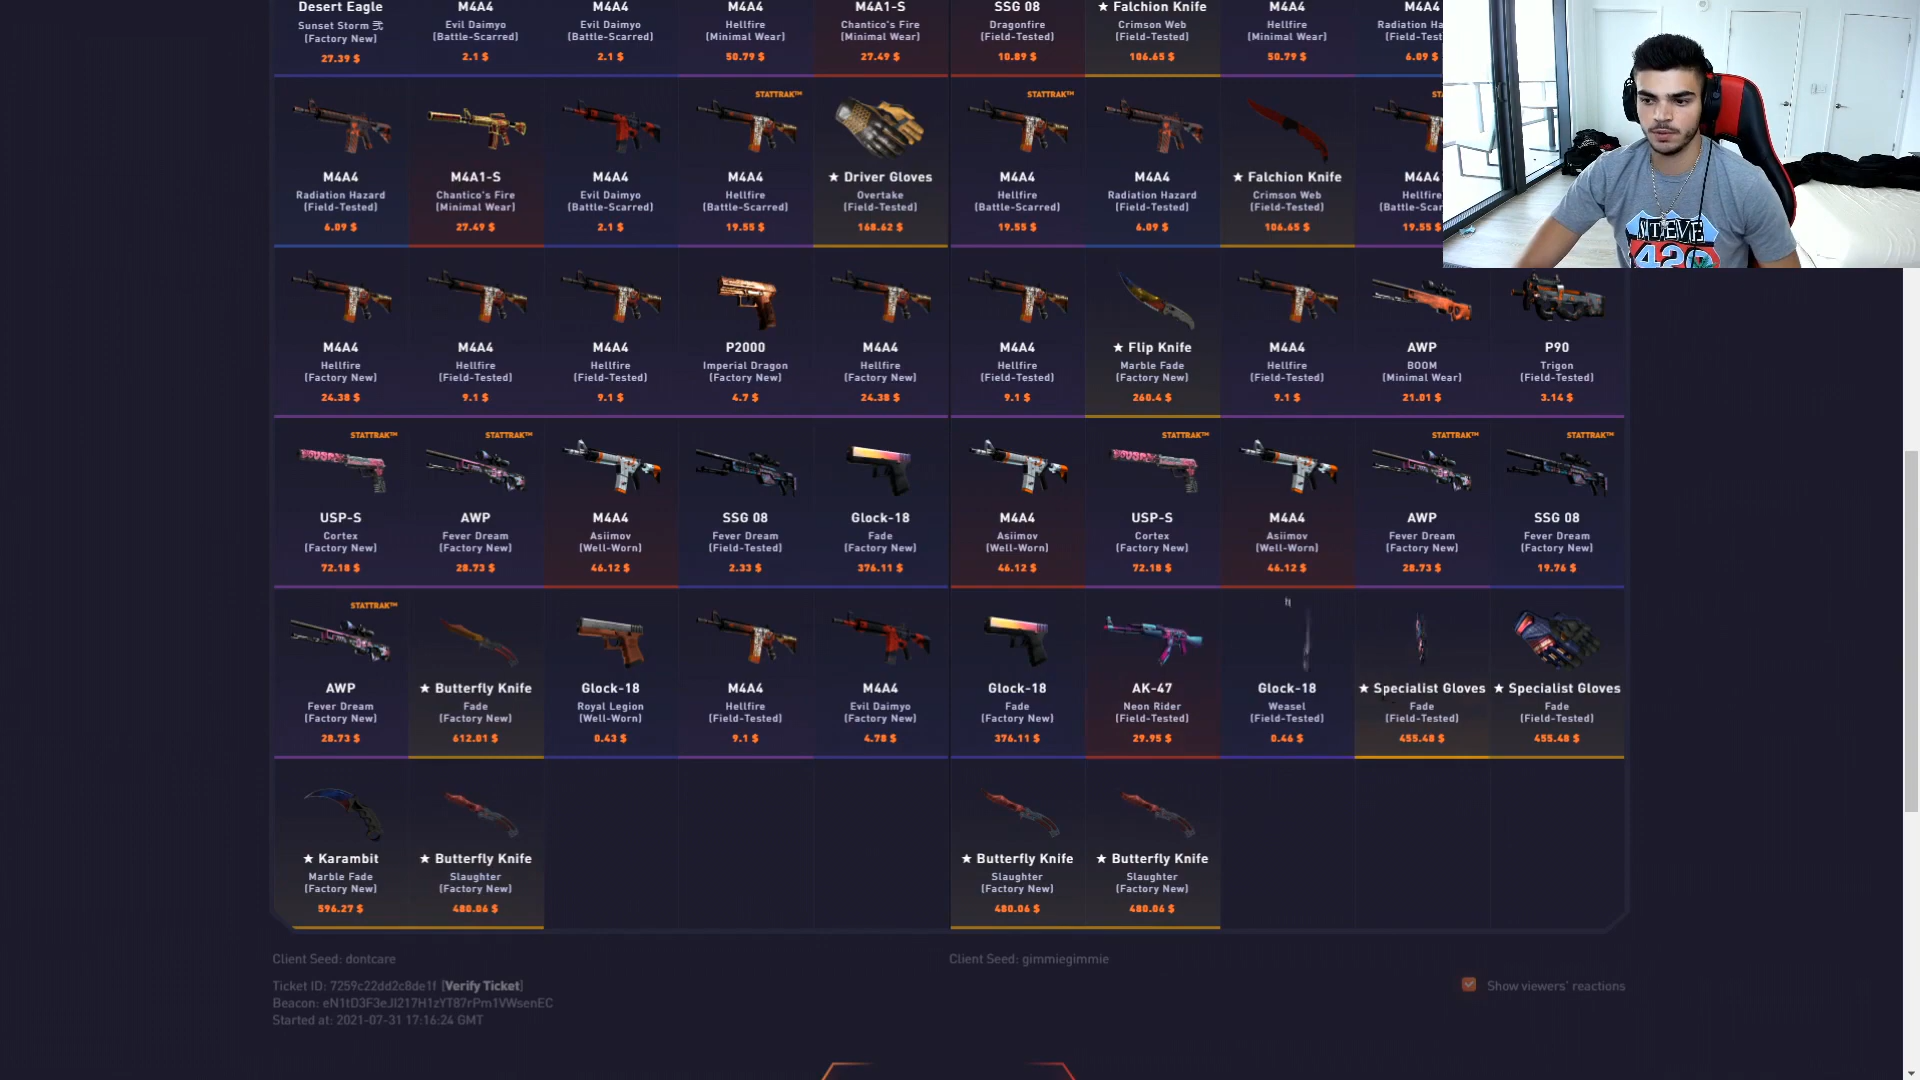 Desert Eagle
Sunset Storm 弐
(Factory New)
27.39 $
M4A4
Evil Daimyo
(Battle-Scarred)
2.1 $
M4A4
Evil Daimyo
(Battle-Scarred)
2.1 $
M4A4
Hellfire
(Minimal Wear)
50.79 $
M4A1-S
Chantico's Fire
(Minimal Wear)
27.49 $
SSG 08
Dragonfire
(Field-Tested)
10.89 $
★ Falchion Knife
Crimson Web
(Field-Tested)
106.65 $
M4A4
Hellfire
(Minimal Wear)
50.79 $
M4A4
Radiation Ha
(Field-Tested)
6.09 $
M4A4
Radiation Hazard
(Field-Tested)
6.09 $
M4A1-S
Chantico's Fire
(Minimal Wear)
27.49 $
M4A4
Evil Daimyo
(Battle-Scarred)
2.1 $
STATTRAK™
M4A4
Hellfire
(Battle-Scarred)
19.55 $
★ Driver Gloves
Overtake
(Field-Tested)
168.62 $
STATTRAK™
M4A4
Hellfire
(Battle-Scarred)
19.55 $
M4A4
Radiation Hazard
(Field-Tested)
6.09 $
★ Falchion Knife
Crimson Web
(Field-Tested)
106.65 $
ST
M4A4
Hellfire
(Battle-Scar
19.55 $
STEVE
420
M4A4
Hellfire
(Factory New)
24.38 $
M4A4
Hellfire
(Field-Tested)
9.1 $
M4A4
Hellfire
(Field-Tested)
9.1 $
P2000
Imperial Dragon
(Factory New)
4.7 $
M4A4
Hellfire
(Factory New)
24.38 $
M4A4
Hellfire
(Field-Tested)
9.1 $
★ Flip Knife
Marble Fade
(Factory New)
260.4 $
M4A4
Hellfire
(Field-Tested)
9.1 $
AWP
BOOM
(Minimal Wear)
21.01 $
P90
Trigon
(Field-Tested)
3.14 $
STATTRAK™
USP-S
Cortex
(Factory New)
72.18 $
STATTRAK™
AWP
Fever Dream
(Factory New)
28.73 $
M4A4
Asiimov
(Well-Worn)
46.12 $
SSG 08
Fever Dream
(Field-Tested)
2.33 $
Glock-18
Fade
(Factory New)
376.11 $
M4A4
Asiimov
(Well-Worn)
46.12 $
STATTRAK™
USP-S
Cortex
(Factory New)
72.18 $
M4A4
Asiimov
(Well-Worn)
46.12 $
STATTRAK™
AWP
Fever Dream
(Factory New)
28.73 $
STATTRAK™
SSG 08
Fever Dream
(Factory New)
19.76 $
STATTRAK™
AWP
Fever Dream
(Factory New)
28.73 $
★ Butterfly Knife
Fade
(Factory New)
612.01 $
Glock-18
Royal Legion
(Well-Worn)
0.43 $
M4A4
Hellfire
(Field-Tested)
9.1 $
M4A4
Evil Daimyo
(Factory New)
4.78 $
Glock-18
Fade
(Factory New)
376.11 $
AK-47
Neon Rider
(Field-Tested)
29.95 $
Glock-18
Weasel
(Field-Tested)
0.46 $
★ Specialist Gloves
Fade
(Field-Tested)
455.48 $
★ Specialist Gloves
Fade
(Field-Tested)
455.48 $
★ Karambit
Marble Fade
(Factory New)
596.27 $
★ Butterfly Knife
Slaughter
(Factory New)
480.06 $
★ Butterfly Knife
Slaughter
(Factory New)
480.06 $
★ Butterfly Knife
Slaughter
(Factory New)
480.06 $
Client Seed: dontcare
Client Seed: gimmiegimmie
Ticket ID: 7259c22dd2c8de1f [Verify Ticket]
Beacon: eN1tD3F3eJI217H1zYT87rPm1VWsenEC
Started at: 2021-07-31 17:16:24 GMT
Show viewers' reactions